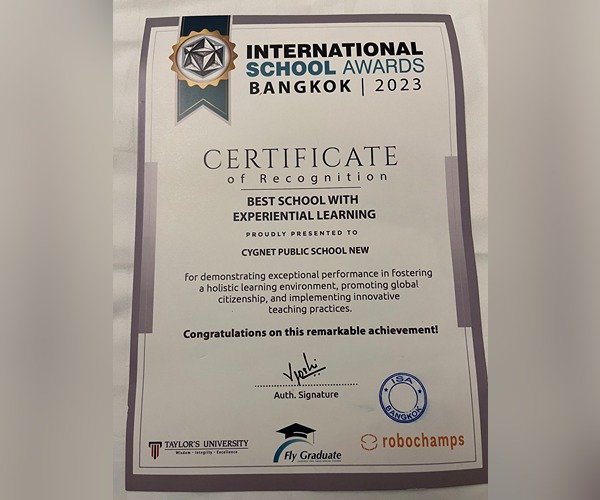 INTERNATIONAL
SCHOOL AWARDS
BANGKOK | 2023
CERTIFICATE
of Recognition
BEST SCHOOL WITH
EXPERIENTIAL LEARNING
PROUDLY PRESENTED TO
CYGNET PUBLIC SCHOOL NEW
for demonstrating exceptional performance in fostering
a holistic learning environment, promoting global
citizenship, and implementing innovative
teaching practices.
Congratulations on this remarkable achievement!
Auth. Signature
ISA
BANGKOK
TAYLOR'S UNIVERSITY
Wisdom · Integrity · Excellence
Fly Graduate
robochamps